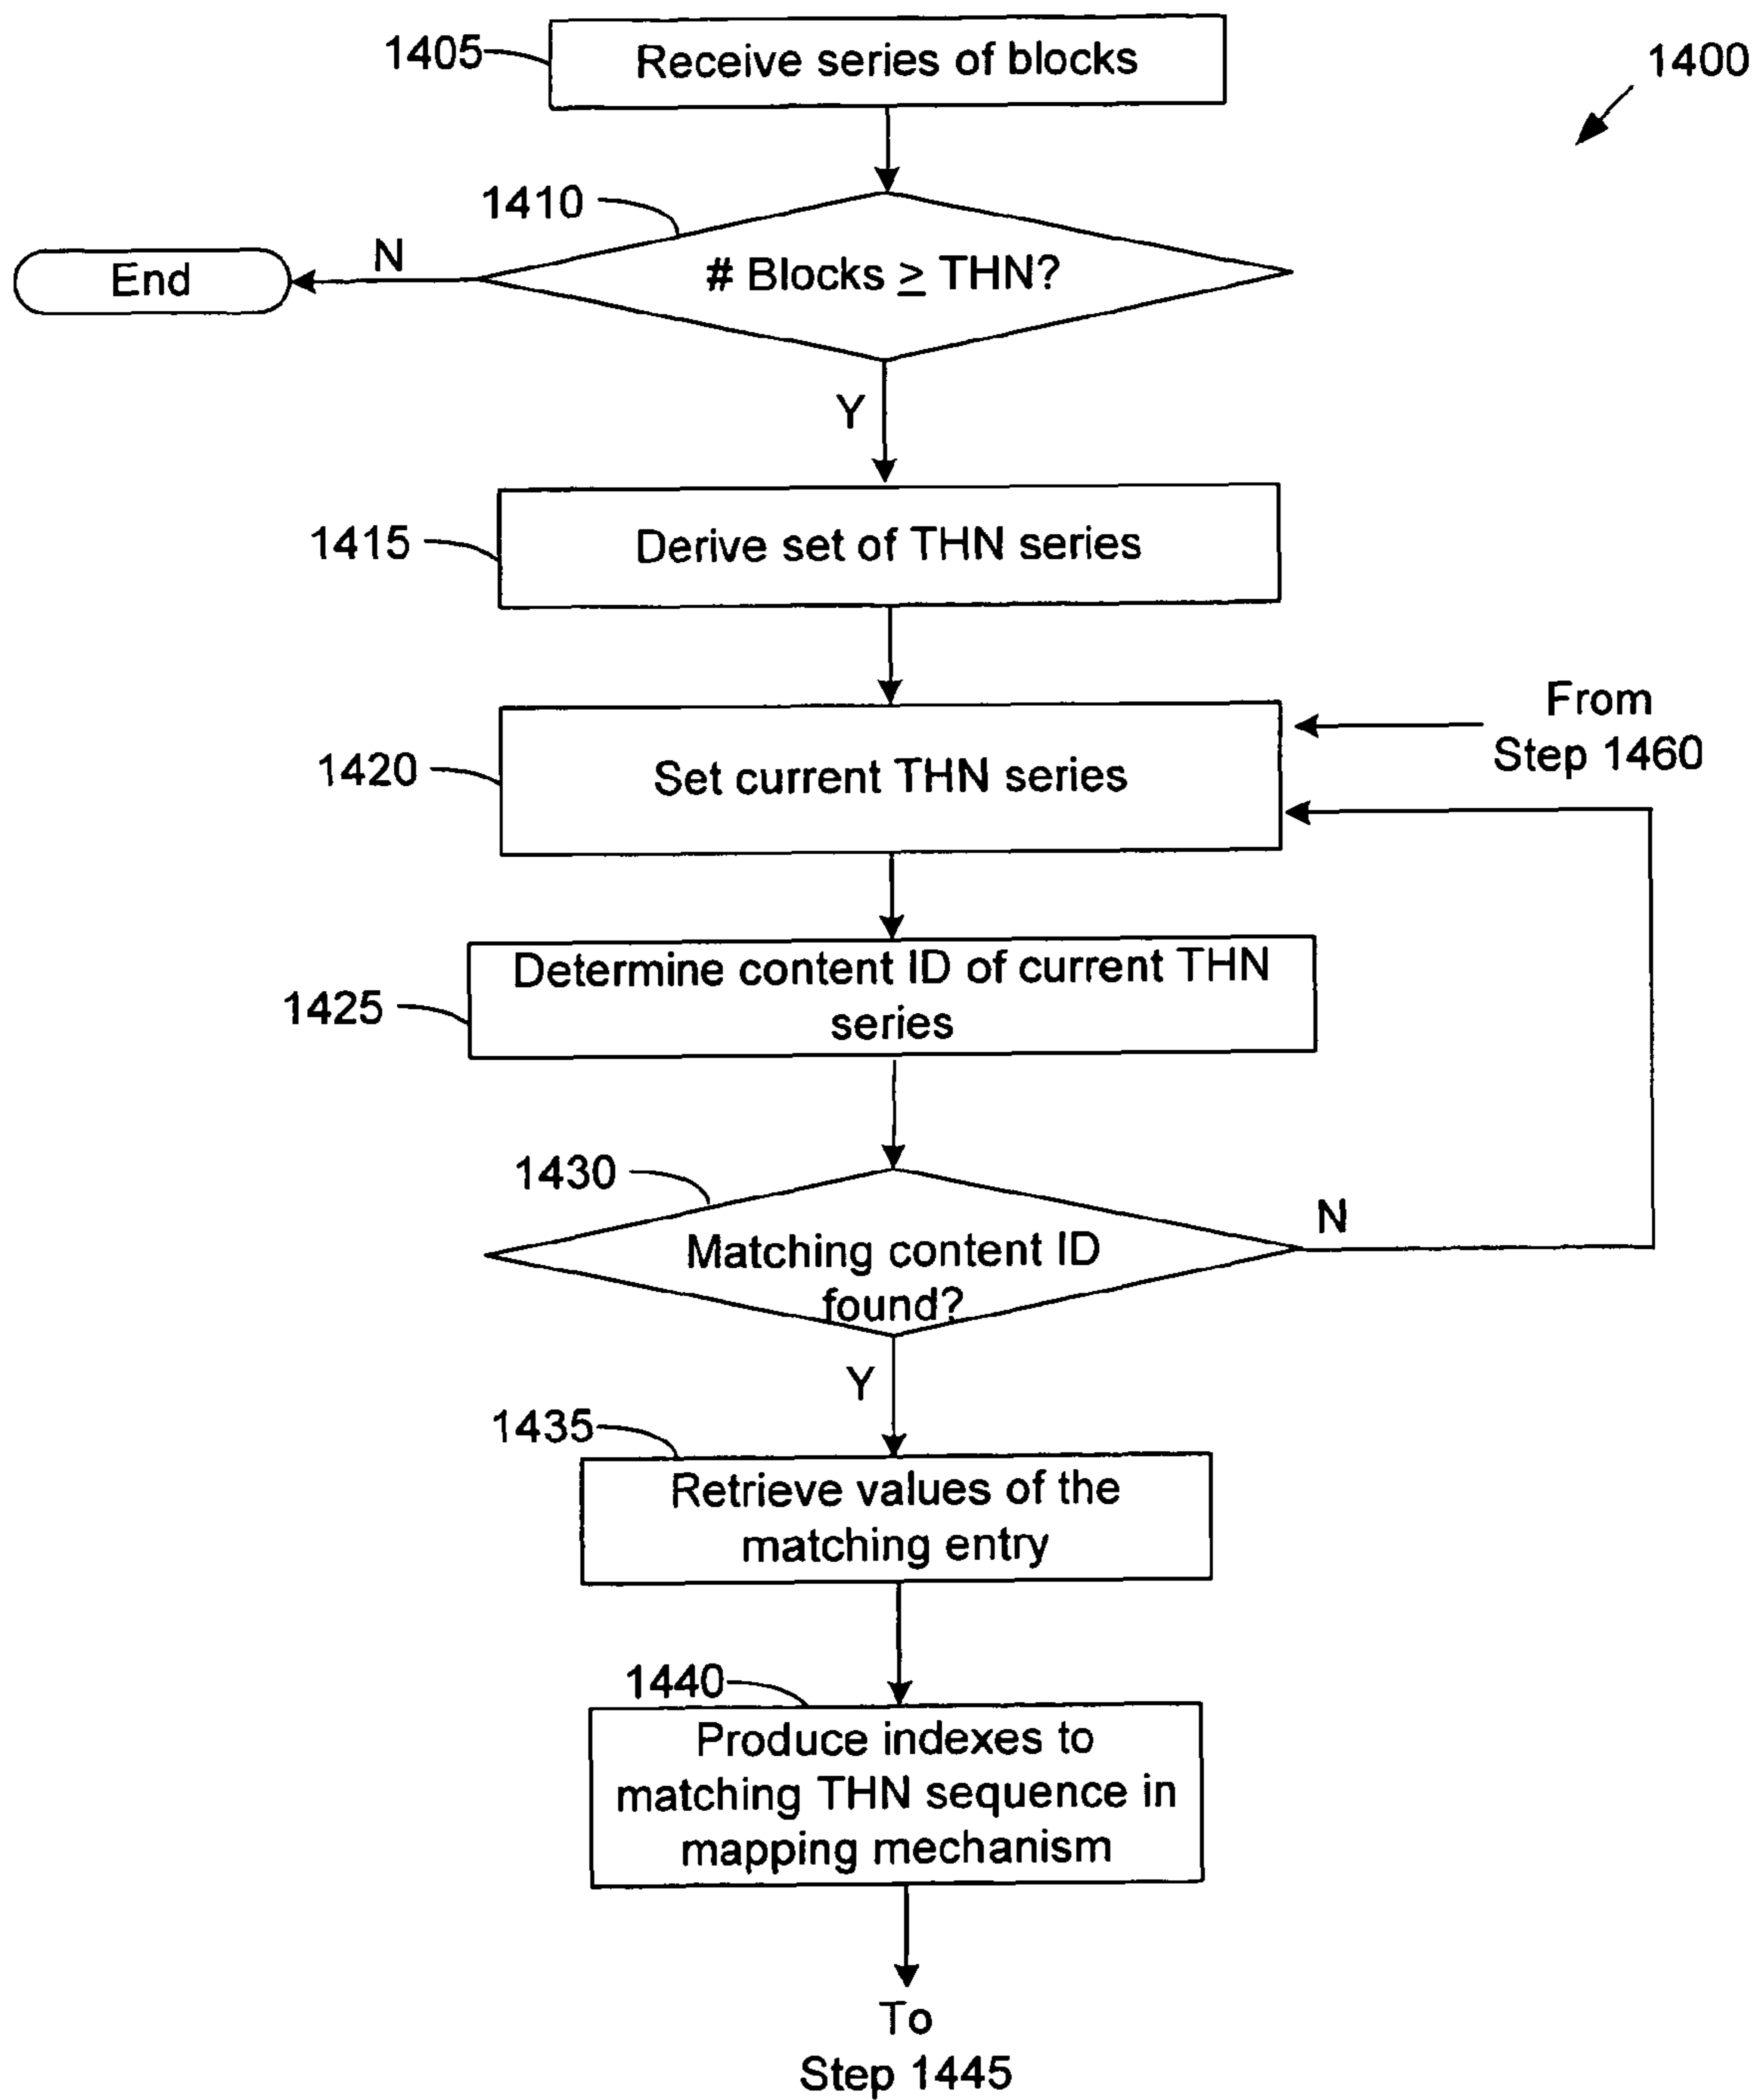 1405
Receive series of blocks
1400
1410
# Blocks ≥ THN?
N
End
Y
1415
Derive set of THN series
1420
Set current THN series
From
Step 1460
1425
Determine content ID of current THN
series
1430
Matching content ID
found?
N
Y
1435
Retrieve values of the
matching entry
1440
Produce indexes to
matching THN sequence in
mapping mechanism
To
Step 1445